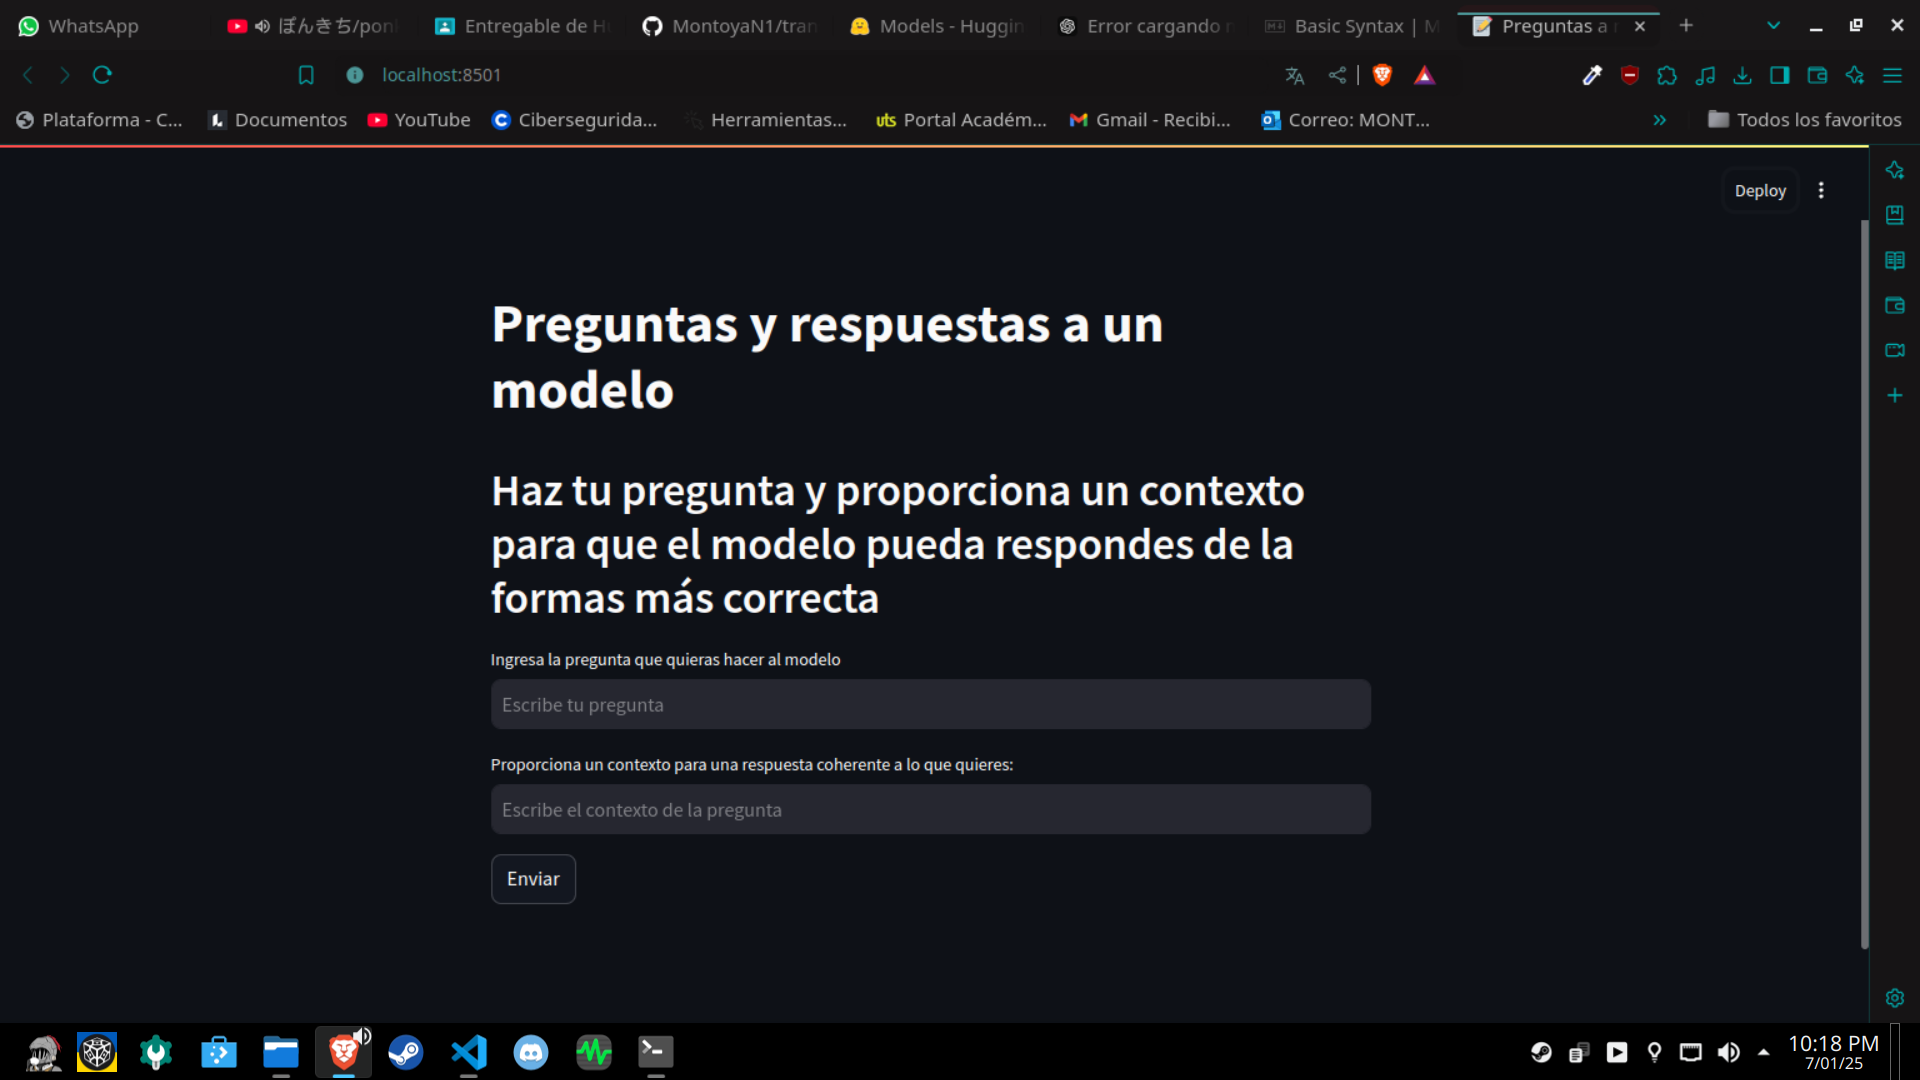 WhatsApp
ぽんきち/pon
Entregable de H
MontoyaN1/tran
Models - Huggin
Error cargando
Basic Syntax | M
Preguntas a
localhost:8501
Plataforma - C...
Documentos
YouTube
Cibersegurida...
Herramientas...
uts Portal Académ...
Gmail - Recibi...
Correo: MONT...
Todos los favoritos
Deploy
Preguntas y respuestas a un
modelo
Haz tu pregunta y proporciona un contexto
para que el modelo pueda respondes de la
formas más correcta
Ingresa la pregunta que quieras hacer al modelo
Escribe tu pregunta
Proporciona un contexto para una respuesta coherente a lo que quieres:
Escribe el contexto de la pregunta
Enviar
10:18 PM
7/01/25